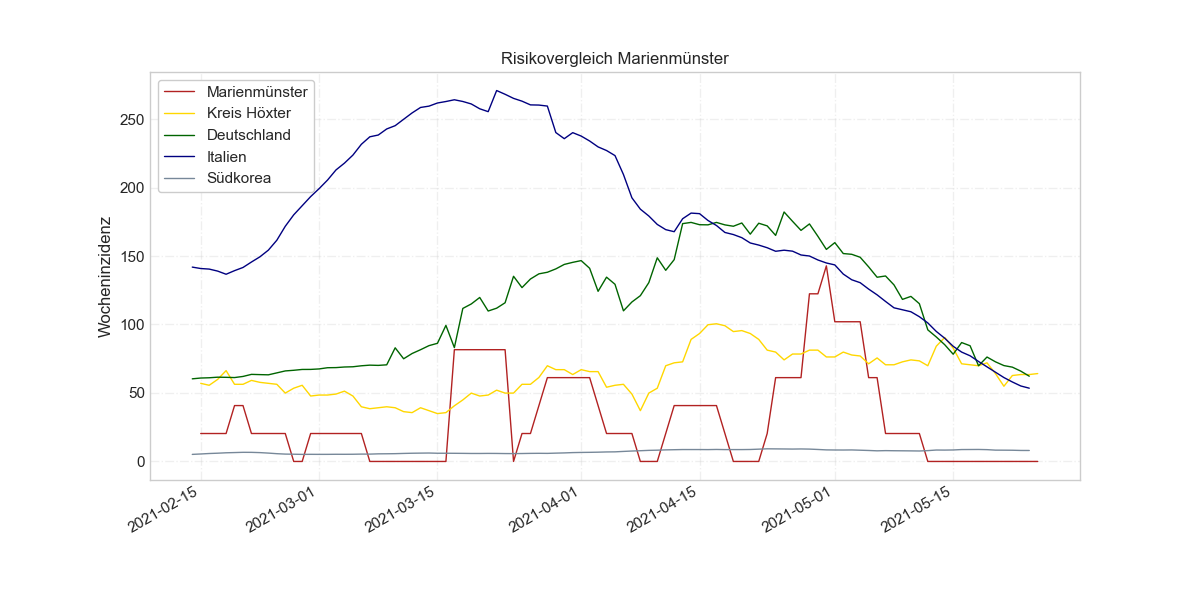 Risikovergleich Marienmünster
Marienmünster
Kreis Höxter
Deutschland
Italien
Südkorea
Wocheninzidenz
250
200
150
100
50
0
2021-02-15
2021-03-01
2021-03-15
2021-04-01
2021-04-15
2021-05-01
2021-05-15